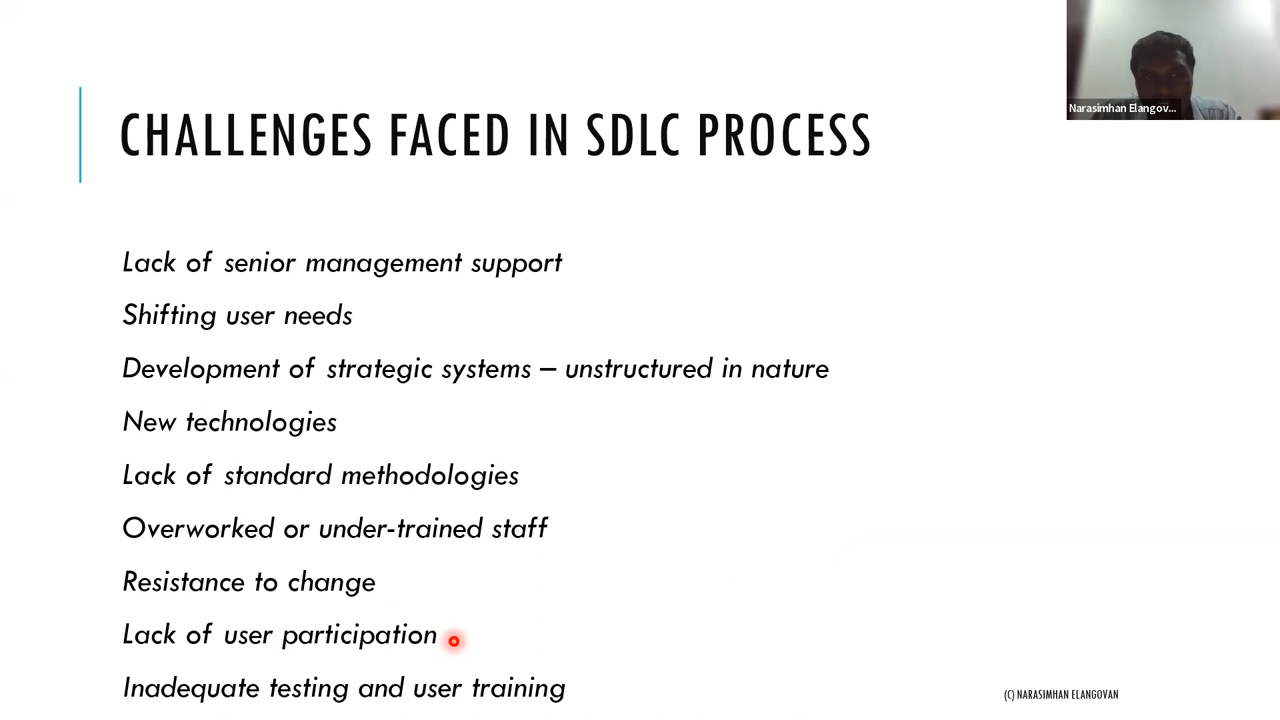 Narasimhan Elangov...
CHALLENGES FACED IN SDLC PROCESS
Lack of senior management support
Shifting user needs
Development of strategic systems – unstructured in nature
New technologies
Lack of standard methodologies
Overworked or under-trained staff
Resistance to change
Lack of user participation
Inadequate testing and user training
(C) NARASIMHAN ELANGOVAN